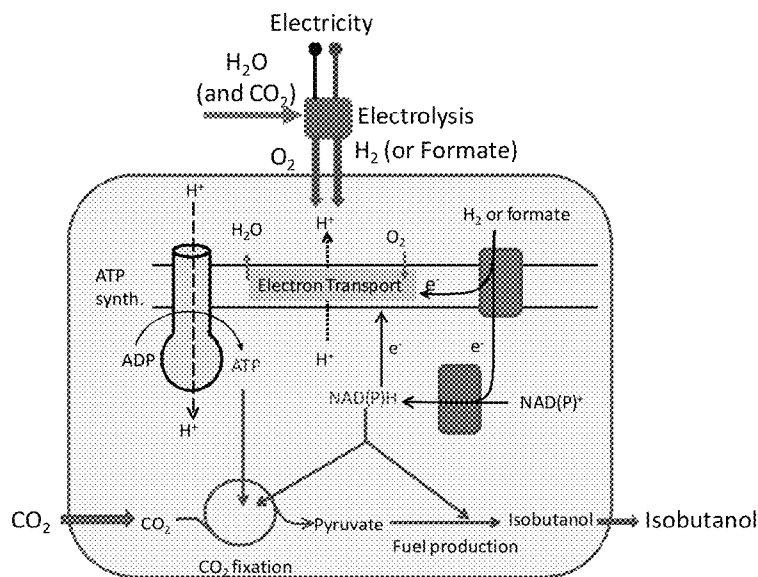 Electricity
H₂O
(and CO₂)
Electrolysis
O₂
H₂ (or Formate)
H⁺
H⁺
H₂ or formate
H₂O
O₂
ATP
synth.
Electron Transport
e⁻
ADP
ATP
H⁺
e⁻
e⁻
NAD(P)H
NAD(P)⁺
H⁺
CO₂
CO₂
Pyruvate
Isobutanol
Isobutanol
Fuel production
CO₂ fixation